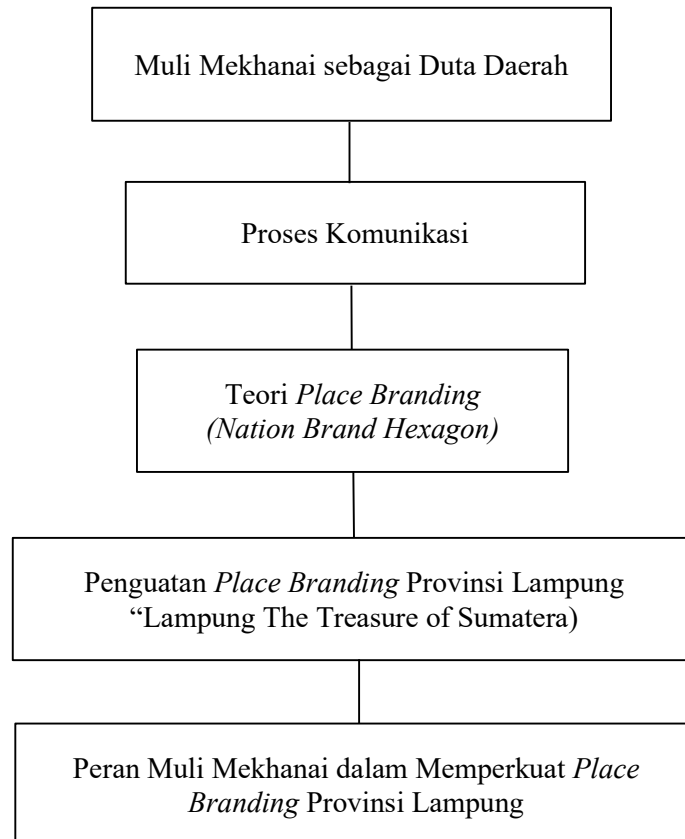 Muli Mekhanai sebagai Duta Daerah
Proses Komunikasi
Teori Place Branding
(Nation Brand Hexagon)
Penguatan Place Branding Provinsi Lampung
“Lampung The Treasure of Sumatera)
Peran Muli Mekhanai dalam Memperkuat Place
Branding Provinsi Lampung